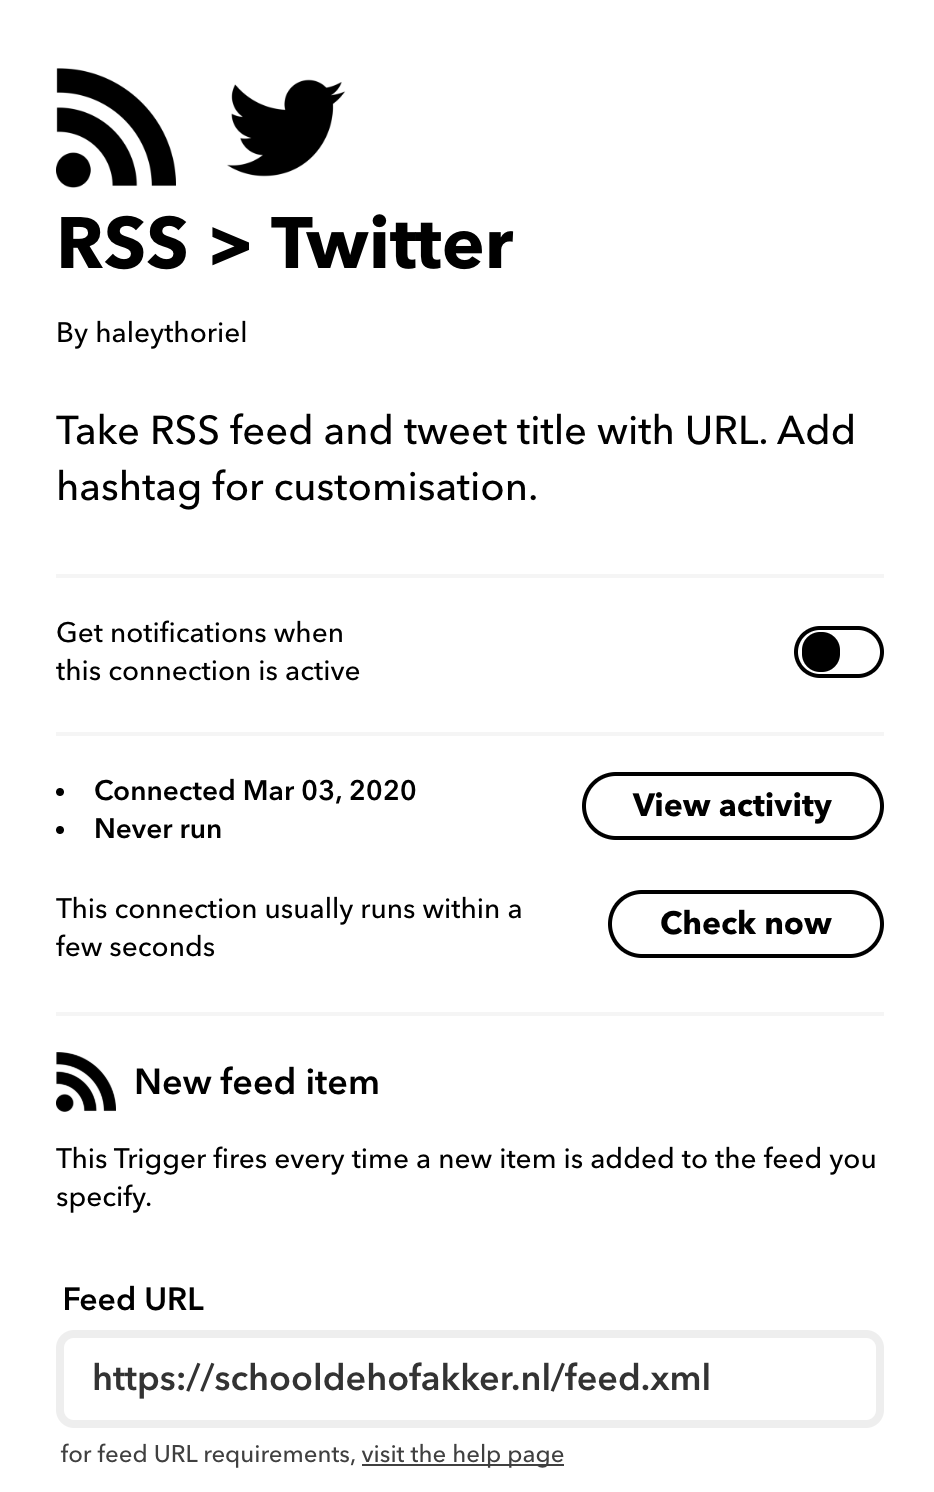 RSS > Twitter
By haleythoriel
Take RSS feed and tweet title with URL. Add
hashtag for customisation.
Get notifications when
this connection is active
• Connected Mar 03, 2020
• Never run
View activity
This connection usually runs within a
few seconds
Check now
New feed item
This Trigger fires every time a new item is added to the feed you
specify.
Feed URL
https://schooldehofakker.nl/feed.xml
for feed URL requirements, visit the help page